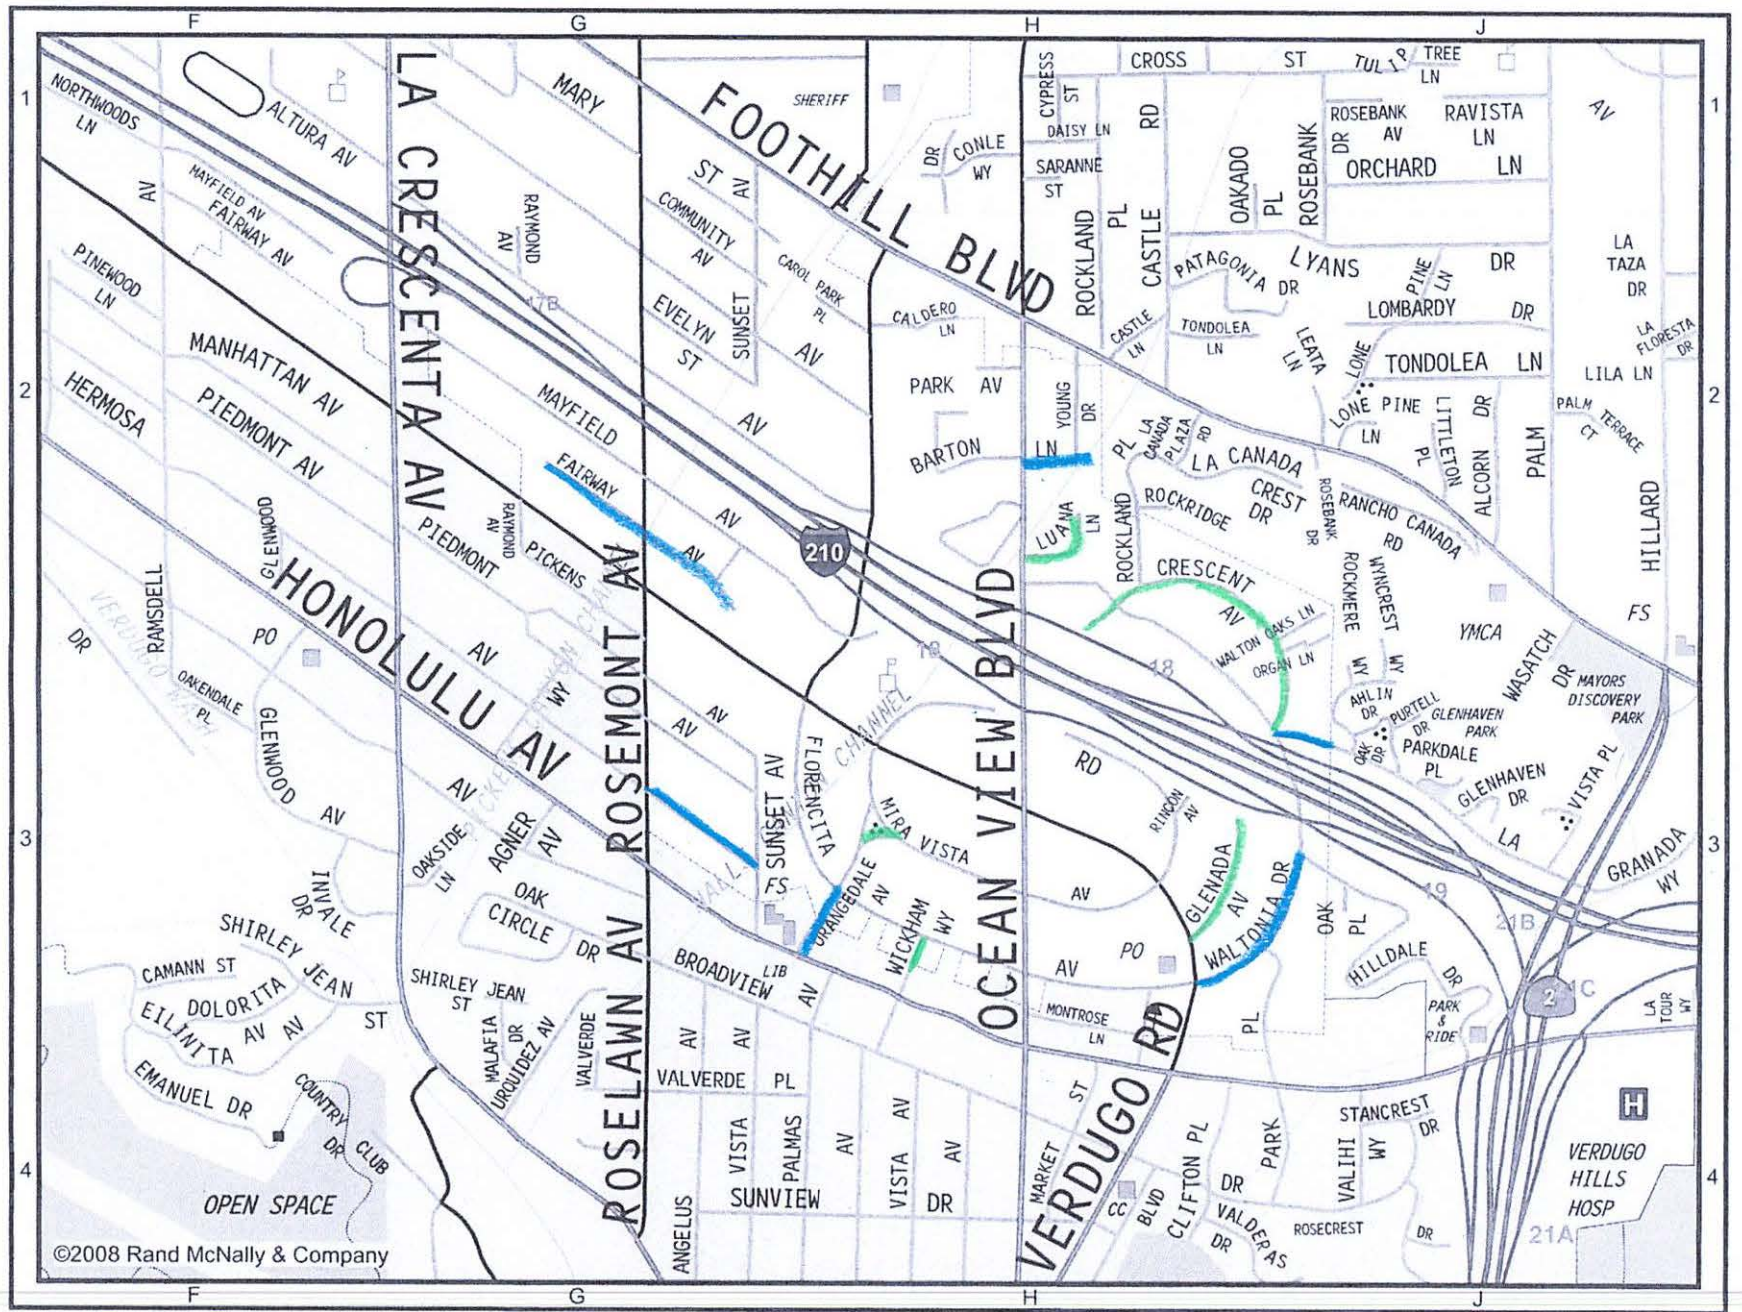 F G H J
1
NORTHWOODS
LN
ALTURA AV
MARY
SHERIFF
CROSS ST
TULIP TREE
LN
CYPRESS
ST
DAISY LN
SARANNE
ST
RD
ROSEBANK
AV
DR
RAVISTA
LN
ORCHARD LN
AV
1
LA CRESCENTA AV
FOOTHILL BLVD
DR
CONLE
WY
AV
MAYFIELD AV
FAIRWAY AV
RAYMOND
AV
ST
AV
COMMUNITY
AV
CAROL PARK
PL
OAKADO
PL
ROSEBANK
ROCKLAND
PL
CASTLE
LYANS DR
PATAGONIA DR
PINE
LN
LA
TAZA
DR
PINEWOOD
LN
17B
EVELYN
ST
SUNSET
AV
CALDERO
LN
CASTLE
LN
TONDOLEA
LN
LEATA
LN
LOMBARDY DR
LA
FLORESTA
DR
LONE
TONDOLEA LN
LILA LN
2
MANHATTAN AV
HERMOSA
PIEDMONT AV
MAYFIELD
AV
PARK AV
YOUNG
DR
BARTON LN
PL
LA
CANADA
PLAZA
RD
LA CANADA
CREST
DR
LONE PINE
LN
LITTLETON
PL
ALCORN
DR
PALM
PALM TERRACE
CT
2
FAIRWAY
AV
AV
210
LUANA
LN
ROCKLAND
ROCKRIDGE
ROSEBANK
DR
RANCHO CANADA
RD
HILLARD
GLENWOOD
RAYMOND
AV
PIEDMONT
AV
PICKENS
WY
CRESCENT
AV
WALTON OAKS LN
ORGAN LN
ROCKMERE
WY
WYNCREST
WY
YMCA
FS
WASATCH
DR
MAYORS
DISCOVERY
PARK
HONOLULU AV
RAMSDELL
VERDUGO WASH
DR
PO
OAKENDALE
PL
GLENWOOD
AV
ROSEMONT AV
OCEAN VIEW BLVD
18
18
AHLIN
DR
PURTELL
DR
GLENHAVEN
PARK
OAK
DR
PARKDALE
PL
GLENHAVEN
DR
VISTA PL
LA
AV
AV
SUNSET AV
FLORENCITA
CHANNEL
MIRA VISTA
RD
RINCON
AV
3
AV
OAKSIDE
LN
AGNER
AV
FS
ORANGEDALE
AV
WICKHAM
WY
AV
GLENADA
AV
WALTONIA DR
OAK
PL
19
21B
GRANADA
WY
3
INVALE
DR
SHIRLEY JEAN ST
OAK
CIRCLE DR
CAMANN ST
DOLORITA
AV
EILINITA
AV
SHIRLEY JEAN
ST
BROADVIEW
LIB
AV
AV
PO
HILLDALE DR
2
21C
LA
TOUR
WY
PARK
&
RIDE
MONTROSE
LN
PL
EMANUEL DR
COUNTRY
CLUB
DR
MALAFIA
DR
URQUIDEZ AV
VALVERDE
ROSELAWN AV
AV
AV
VALVERDE PL
VISTA
PALMAS
AV
VISTA
AV
AV
ST
MARKET
VERDUGO RD
STANCREST
DR
H
VERDUGO
HILLS
HOSP
4
OPEN SPACE
ANGELUS
SUNVIEW DR
CC
BLVD
CLIFTON PL
DR
PARK
VALIHI
WY
VALDERAS
DR
ROSECREST
DR
21A
4
©2008 Rand McNally & Company
F G H J